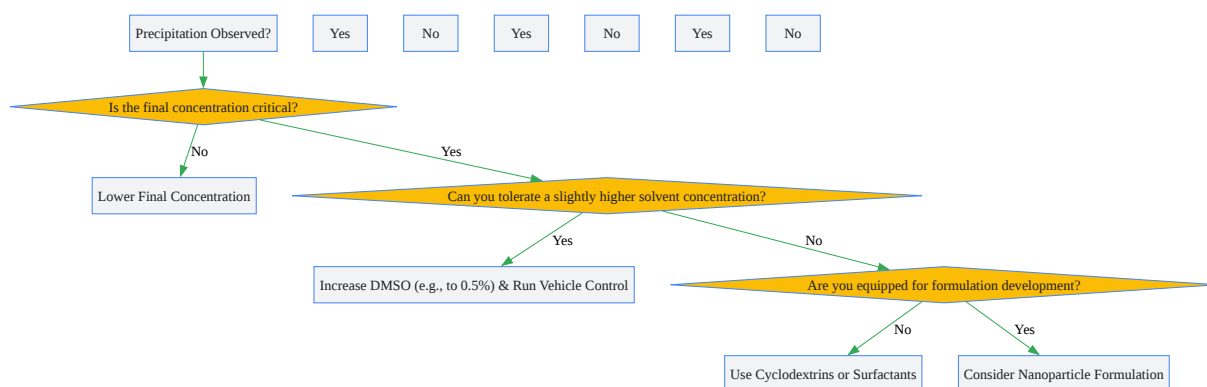 Precipitation Observed?
Yes
No
Yes
No
Yes
No
Is the final concentration critical?
No
Yes
Lower Final Concentration
Can you tolerate a slightly higher solvent concentration?
Yes
No
Increase DMSO (e.g., to 0.5%) & Run Vehicle Control
Are you equipped for formulation development?
No
Yes
Use Cyclodextrins or Surfactants
Consider Nanoparticle Formulation